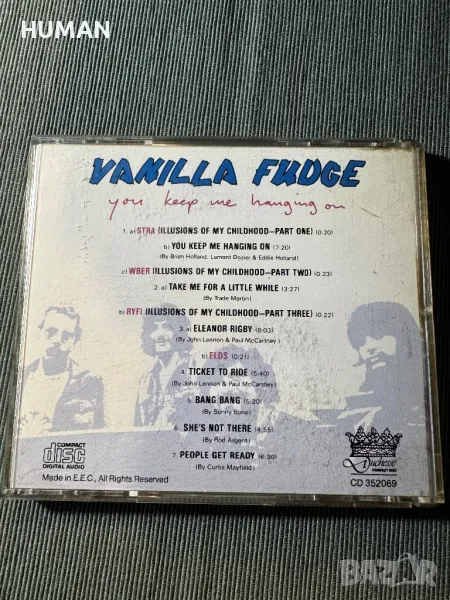 HUMAN
VANILLA FUDGE
you keep me hanging on
1. a) STRA (ILLUSIONS OF MY CHILDHOOD—PART ONE) (0:20)
b) YOU KEEP ME HANGING ON (7:20)
(By Brian Holland, Lamont Dozier & Eddie Holland)
c) WBER (ILLUSIONS OF MY CHILDHOOD—PART TWO) (0:23)
2. a) TAKE ME FOR A LITTLE WHILE (3:27)
(By Trade Martin)
b) RYFI (ILLUSIONS OF MY CHILDHOOD—PART THREE) (0:22)
3. a) ELEANOR RIGBY (8:03)
(By John Lennon & Paul McCartney)
b) ELDS (0:21)
4. TICKET TO RIDE (5:40)
(By John Lennon & Paul McCartney)
5. BANG BANG (5:20)
(By Sonny Bono)
6. SHE'S NOT THERE (4:55)
(By Rod Argent)
7. PEOPLE GET READY (6:30)
(By Curtis Mayfield)
COMPACT
disc
DIGITAL AUDIO
Duchesse
COMPACT DISC
Made in E.E.C., All Rights Reserved
CD 352069
BAZAR